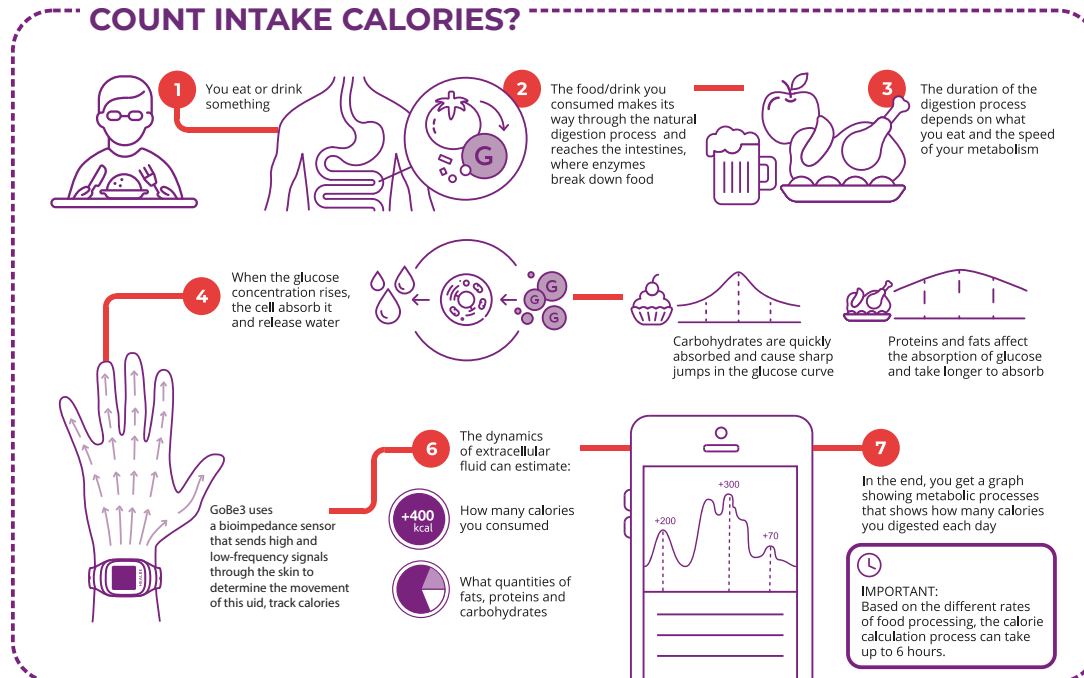 COUNT INTAKE CALORIES?
1
You eat or drink
something
G
2
The food/drink you
consumed makes its
way through the natural
digestion process and
reaches the intestines,
where enzymes
break down food
3
The duration of the
digestion process
depends on what
you eat and the speed
of your metabolism
4
When the glucose
concentration rises,
the cell absorb it
and release water
G
G
G
Carbohydrates are quickly
absorbed and cause sharp
jumps in the glucose curve
Proteins and fats affect
the absorption of glucose
and take longer to absorb
HEALBE
GoBe3 uses
a bioimpedance sensor
that sends high and
low-frequency signals
through the skin to
determine the movement
of this uid, track calories
6
The dynamics
of extracellular
fluid can estimate:
+400
kcal
How many calories
you consumed
What quantities of
fats, proteins and
carbohydrates
+200
+300
+70
7
In the end, you get a graph
showing metabolic processes
that shows how many calories
you digested each day
IMPORTANT:
Based on the different rates
of food processing, the calorie
calculation process can take
up to 6 hours.